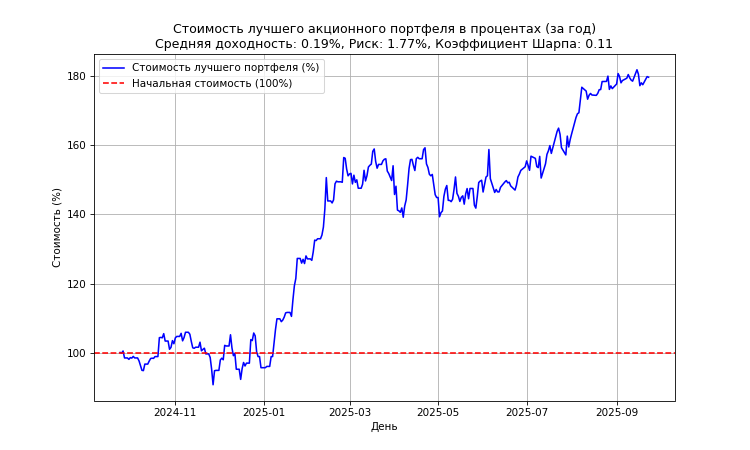 Стоимость лучшего акционного портфеля в процентах (за год)
Средняя доходность: 0.19%, Риск: 1.77%, Коэффициент Шарпа: 0.11
Стоимость лучшего портфеля (%)
Начальная стоимость (100%)
Стоимость (%)
180
160
140
120
100
2024-11 2025-01 2025-03 2025-05 2025-07 2025-09
День